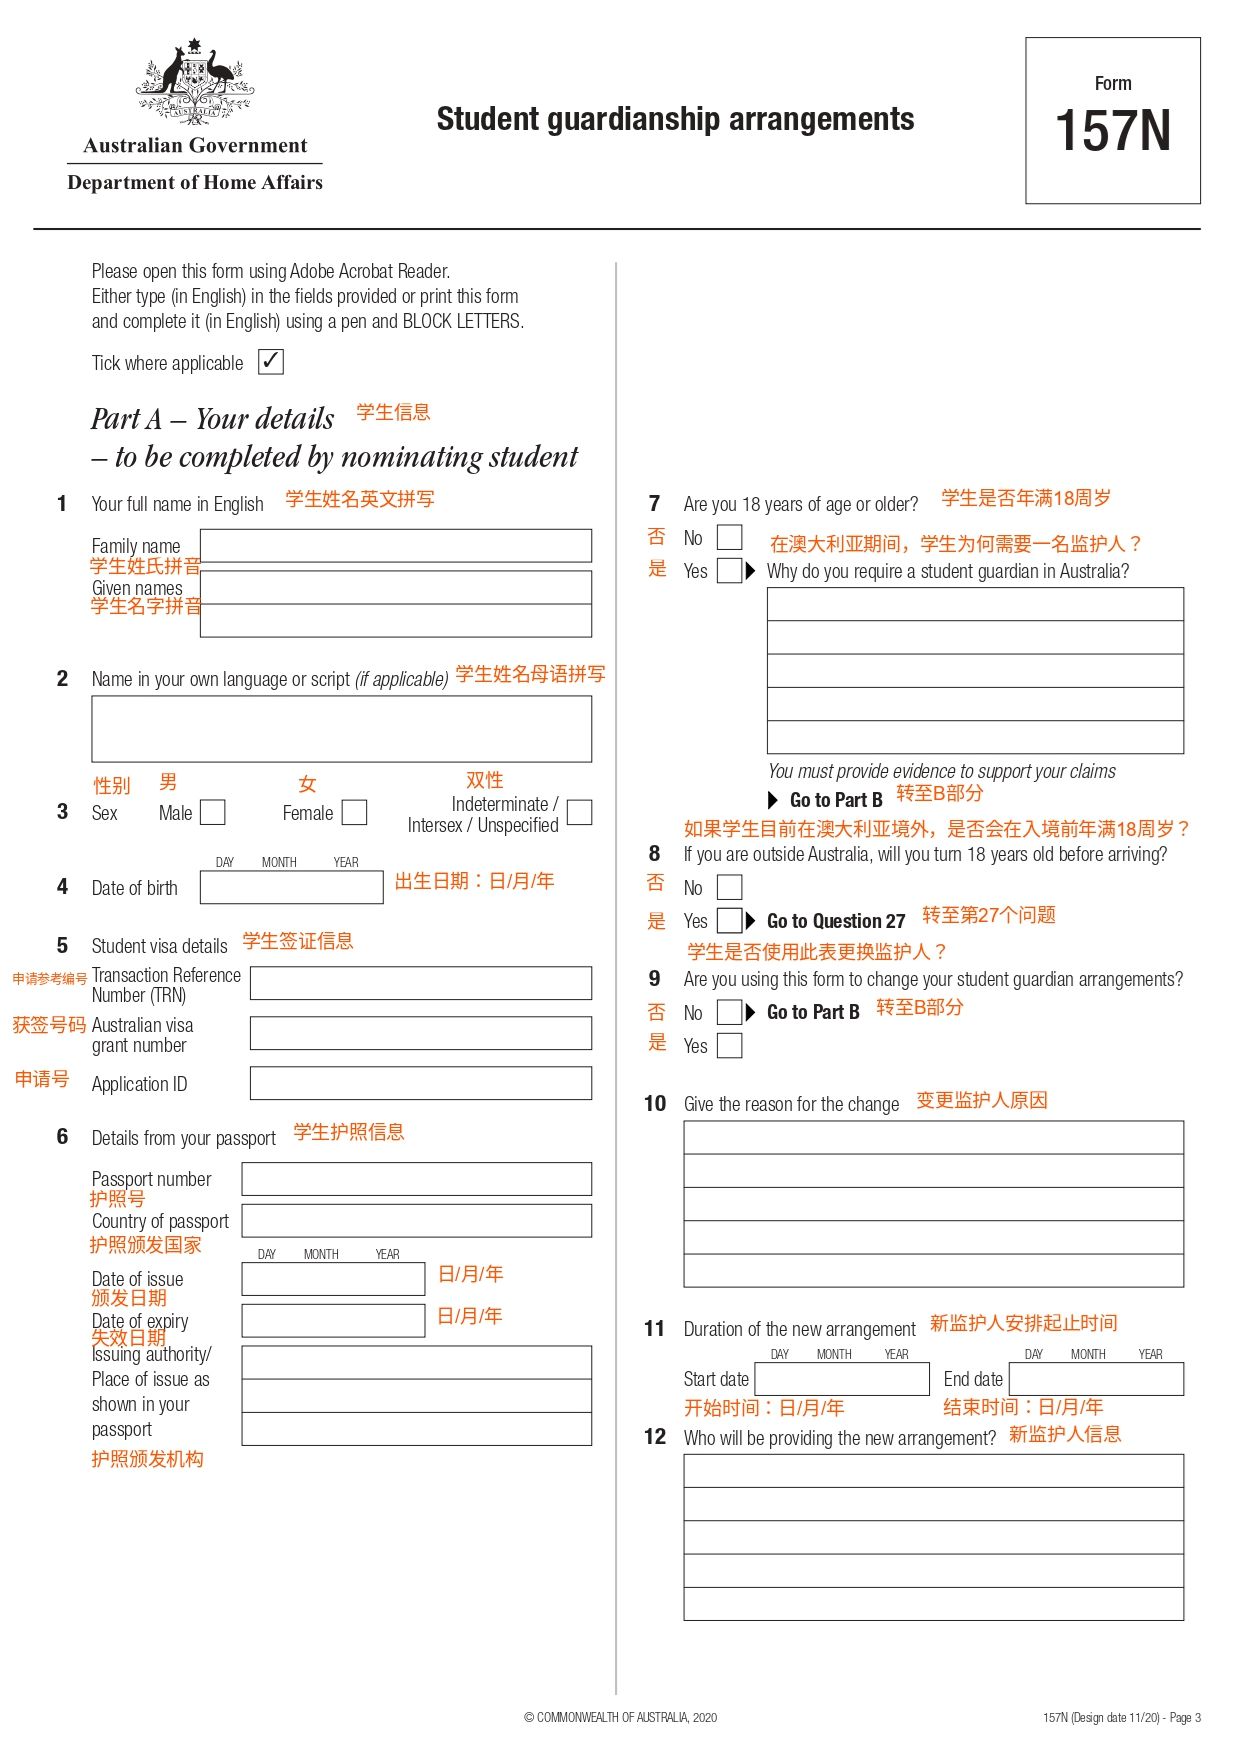 Australian Government
Department of Home Affairs
Student guardianship arrangements
Form
157N
Please open this form using Adobe Acrobat Reader.
Either type (in English) in the fields provided or print this form
and complete it (in English) using a pen and BLOCK LETTERS.
Tick where applicable ✓
Part A – Your details 学生信息
– to be completed by nominating student
1 Your full name in English 学生姓名英文拼写
Family name
学生姓氏拼音
Given names
学生名字拼音
2 Name in your own language or script (if applicable) 学生姓名母语拼写
性别 男 女 双性
3 Sex Male Female Indeterminate /
Intersex / Unspecified
DAY MONTH YEAR
4 Date of birth 出生日期：日/月/年
5 Student visa details 学生签证信息
申请参考编号 Transaction Reference
Number (TRN)
获签号码 Australian visa
grant number
申请号 Application ID
6 Details from your passport 学生护照信息
Passport number
护照号
Country of passport
护照颁发国家
DAY MONTH YEAR
Date of issue 日/月/年
颁发日期
Date of expiry 日/月/年
失效日期
Issuing authority/
Place of issue as
shown in your
passport
护照颁发机构
7 Are you 18 years of age or older? 学生是否年满18周岁
否 No
在澳大利亚期间，学生为何需要一名监护人？
是 Yes Why do you require a student guardian in Australia?
You must provide evidence to support your claims
Go to Part B 转至B部分
如果学生目前在澳大利亚境外，是否会在入境前年满18周岁？
8 If you are outside Australia, will you turn 18 years old before arriving?
否 No
是 Yes Go to Question 27 转至第27个问题
学生是否使用此表更换监护人？
9 Are you using this form to change your student guardian arrangements?
否 No Go to Part B 转至B部分
是 Yes
10 Give the reason for the change 变更监护人原因
11 Duration of the new arrangement 新监护人安排起止时间
DAY MONTH YEAR DAY MONTH YEAR
Start date End date
开始时间：日/月/年 结束时间：日/月/年
12 Who will be providing the new arrangement? 新监护人信息
© COMMONWEALTH OF AUSTRALIA, 2020
157N (Design date 11/20) - Page 3